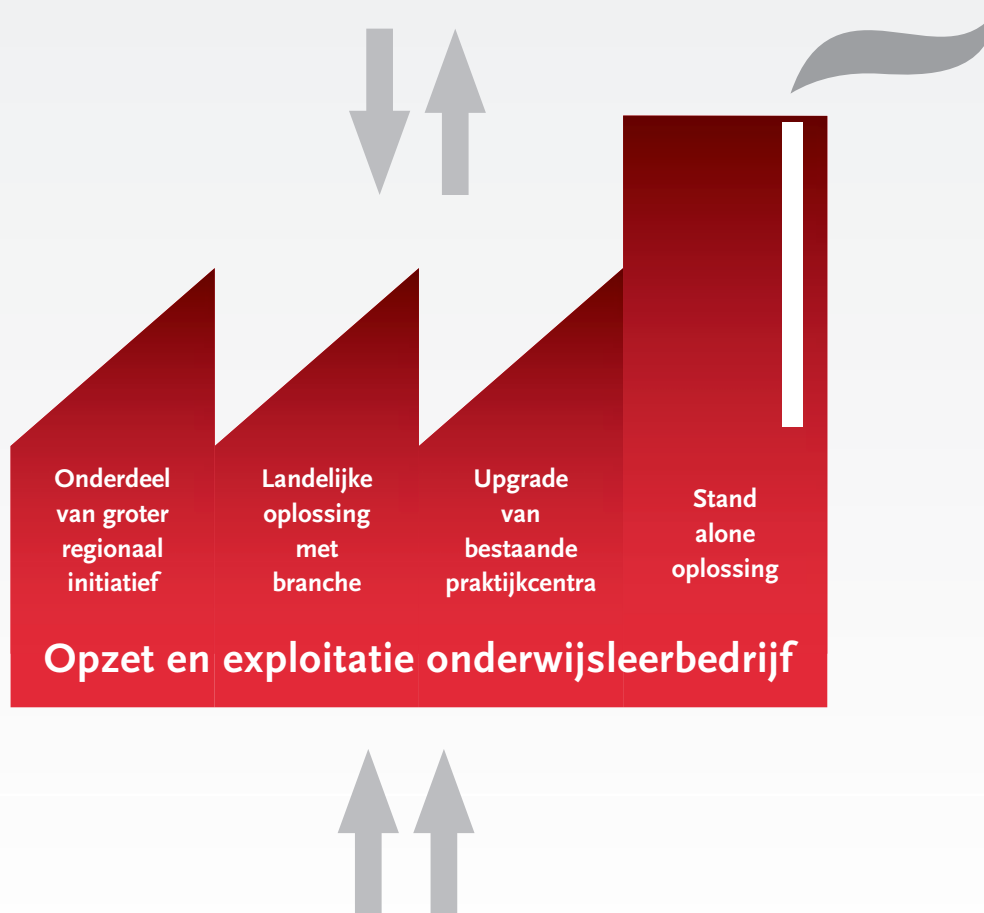 Onderdeel
van groter
regionaal
initiatief
Landelijke
oplossing
met
branche
Upgrade
van
bestaande
praktijkcentra
Stand
alone
oplossing
Opzet en exploitatie onderwijsleerbedrijf